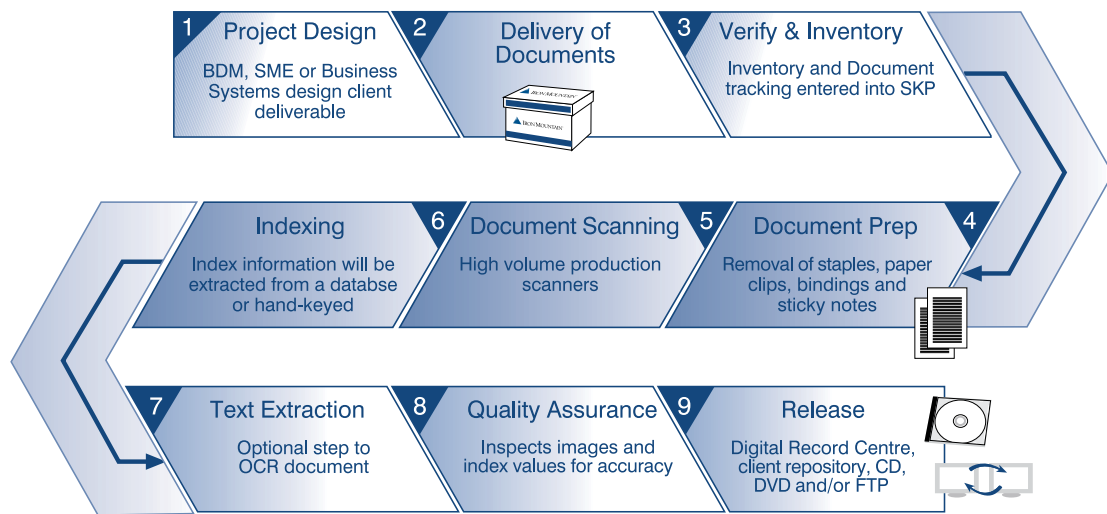 1
Project Design
BDM, SME or Business
Systems design client
deliverable
2
Delivery of
Documents
IRON MOUNTAIN
IRON MOUNTAIN
3
Verify & Inventory
Inventory and Document
tracking entered into SKP
4
Document Prep
Removal of staples, paper
clips, bindings and
sticky notes
5
Document Scanning
High volume production
scanners
6
Indexing
Index information will be
extracted from a databse
or hand-keyed
7
Text Extraction
Optional step to
OCR document
8
Quality Assurance
Inspects images and
index values for accuracy
9
Release
Digital Record Centre,
client repository, CD,
DVD and/or FTP